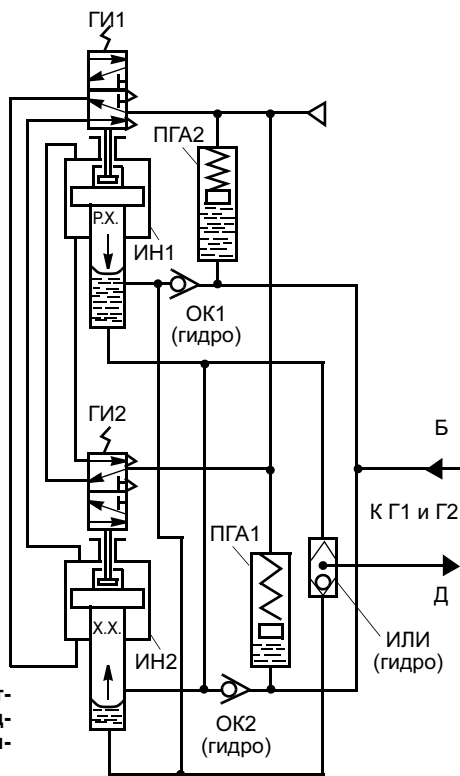 ГИ1
ПГА2
Р.Х.
ИН1
ОК1
(гидро)
ГИ2
Б
К Г1 и Г2
ПГА1
Д
Х.Х.
ИН2
ИЛИ
(гидро)
ОК2
(гидро)
т-
д-
и-